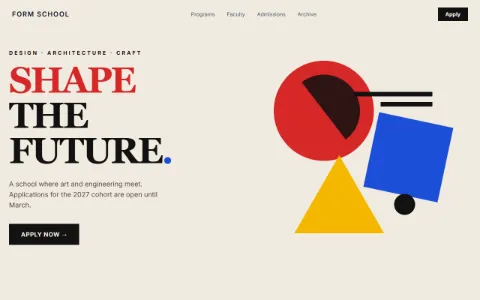 FORM SCHOOL
Programs Faculty Admissions Archive
Apply
DESIGN · ARCHITECTURE · CRAFT
SHAPE
THE
FUTURE.
A school where art and engineering meet.
Applications for the 2027 cohort are open until
March.
APPLY NOW →